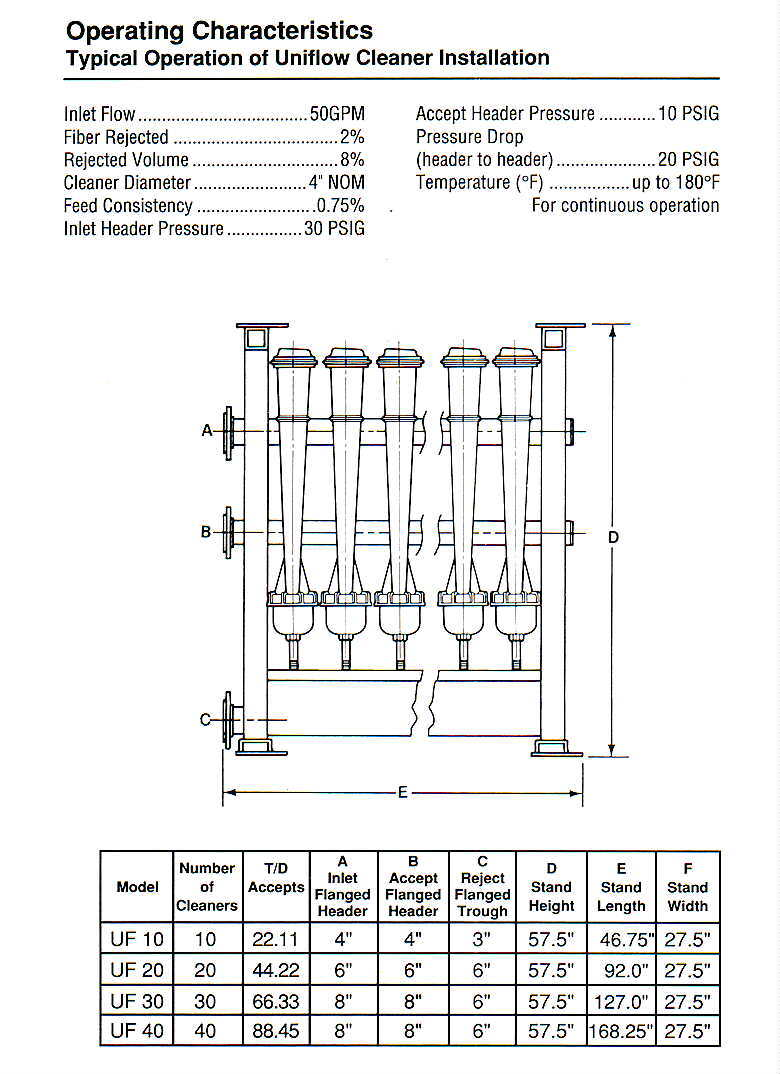 Operating Characteristics
Typical Operation of Uniflow Cleaner Installation
Inlet Flow....................................50GPM
Fiber Rejected ..................................2%
Rejected Volume ...............................8%
Cleaner Diameter .......................4" NOM
Feed Consistency .........................0.75%
Inlet Header Pressure ................30 PSIG
Accept Header Pressure ............10 PSIG
Pressure Drop
(header to header).....................20 PSIG
Temperature (°F) .................up to 180°F
For continuous operation
A
B
D
C
E
Model Number of Cleaners T/D Accepts A Inlet Flanged Header B Accept Flanged Header C Reject Flanged Trough D Stand Height E Stand Length F Stand Width
UF 10 10 22.11 4" 4" 3" 57.5" 46.75" 27.5"
UF 20 20 44.22 6" 6" 6" 57.5" 92.0" 27.5"
UF 30 30 66.33 8" 8" 6" 57.5" 127.0" 27.5"
UF 40 40 88.45 8" 8" 6" 57.5" 168.25" 27.5"